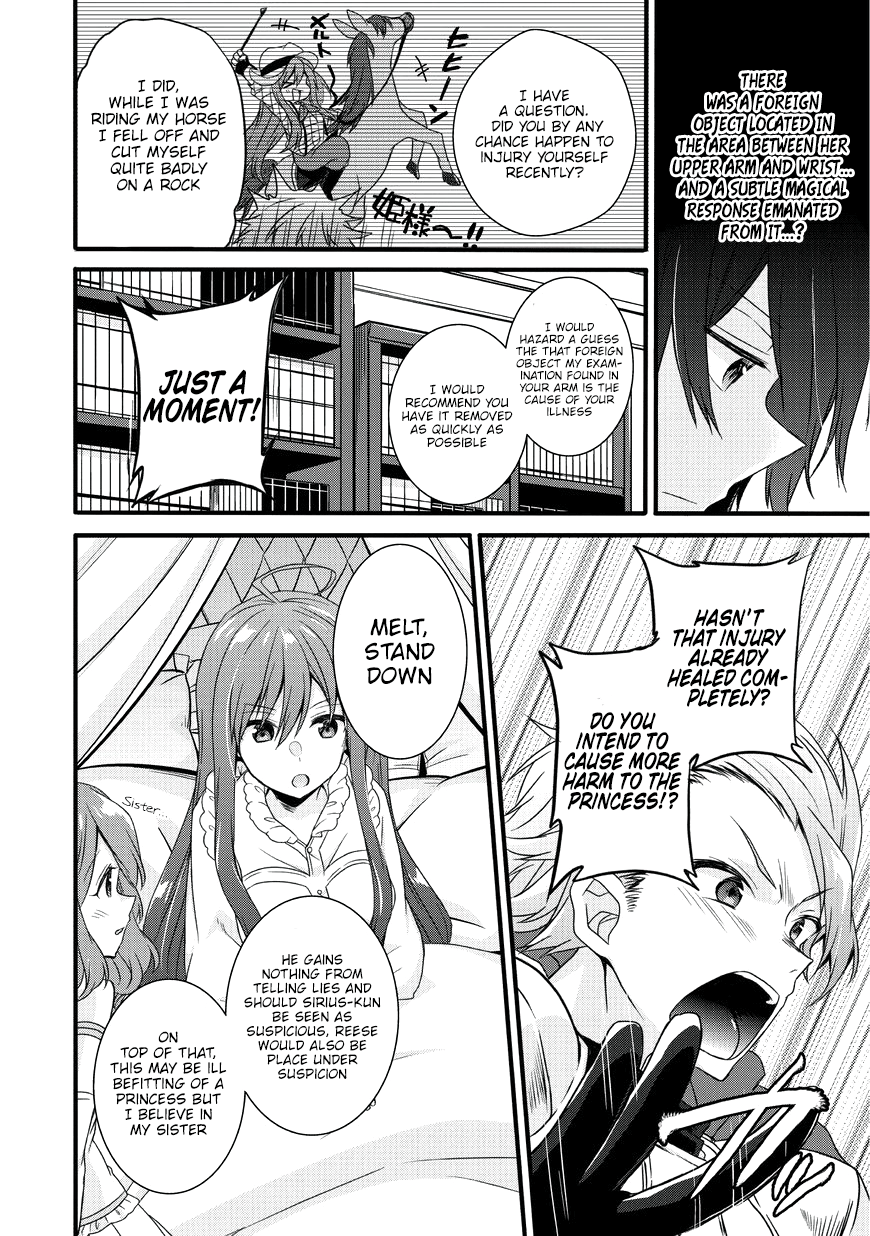 THERE
WAS A FOREIGN
OBJECT LOCATED IN
THE AREA BETWEEN HER
UPPER ARM AND WRIST...
AND A SUBTLE MAGICAL
RESPONSE EMANATED
FROM IT...?
I HAVE
A QUESTION.
DID YOU BY ANY
CHANCE HAPPEN TO
INJURY YOURSELF
RECENTLY?
ヒヒーン
姫様〜!!
I DID,
WHILE I WAS
RIDING MY HORSE
I FELL OFF AND
CUT MYSELF
QUITE BADLY
ON A ROCK
I WOULD
HAZARD A GUESS
THE THAT FOREIGN
OBJECT MY EXAM-
INATION FOUND IN
YOUR ARM IS THE
CAUSE OF YOUR
ILLNESS
I WOULD
RECOMMEND YOU
HAVE IT REMOVED
AS QUICKLY AS
POSSIBLE
JUST A
MOMENT!
HASN'T
THAT INJURY
ALREADY
HEALED COM-
PLETELY?
DO YOU
INTEND TO
CAUSE MORE
HARM TO THE
PRINCESS!?
MELT,
STAND
DOWN
Sister...
HE GAINS
NOTHING FROM
TELLING LIES AND
SHOULD SIRIUS-KUN
BE SEEN AS
SUSPICIOUS, REESE
WOULD ALSO BE
PLACE UNDER
SUSPICION
ON
TOP OF THAT,
THIS MAY BE ILL
BEFITTING OF A
PRINCESS BUT
I BELIEVE IN
MY SISTER